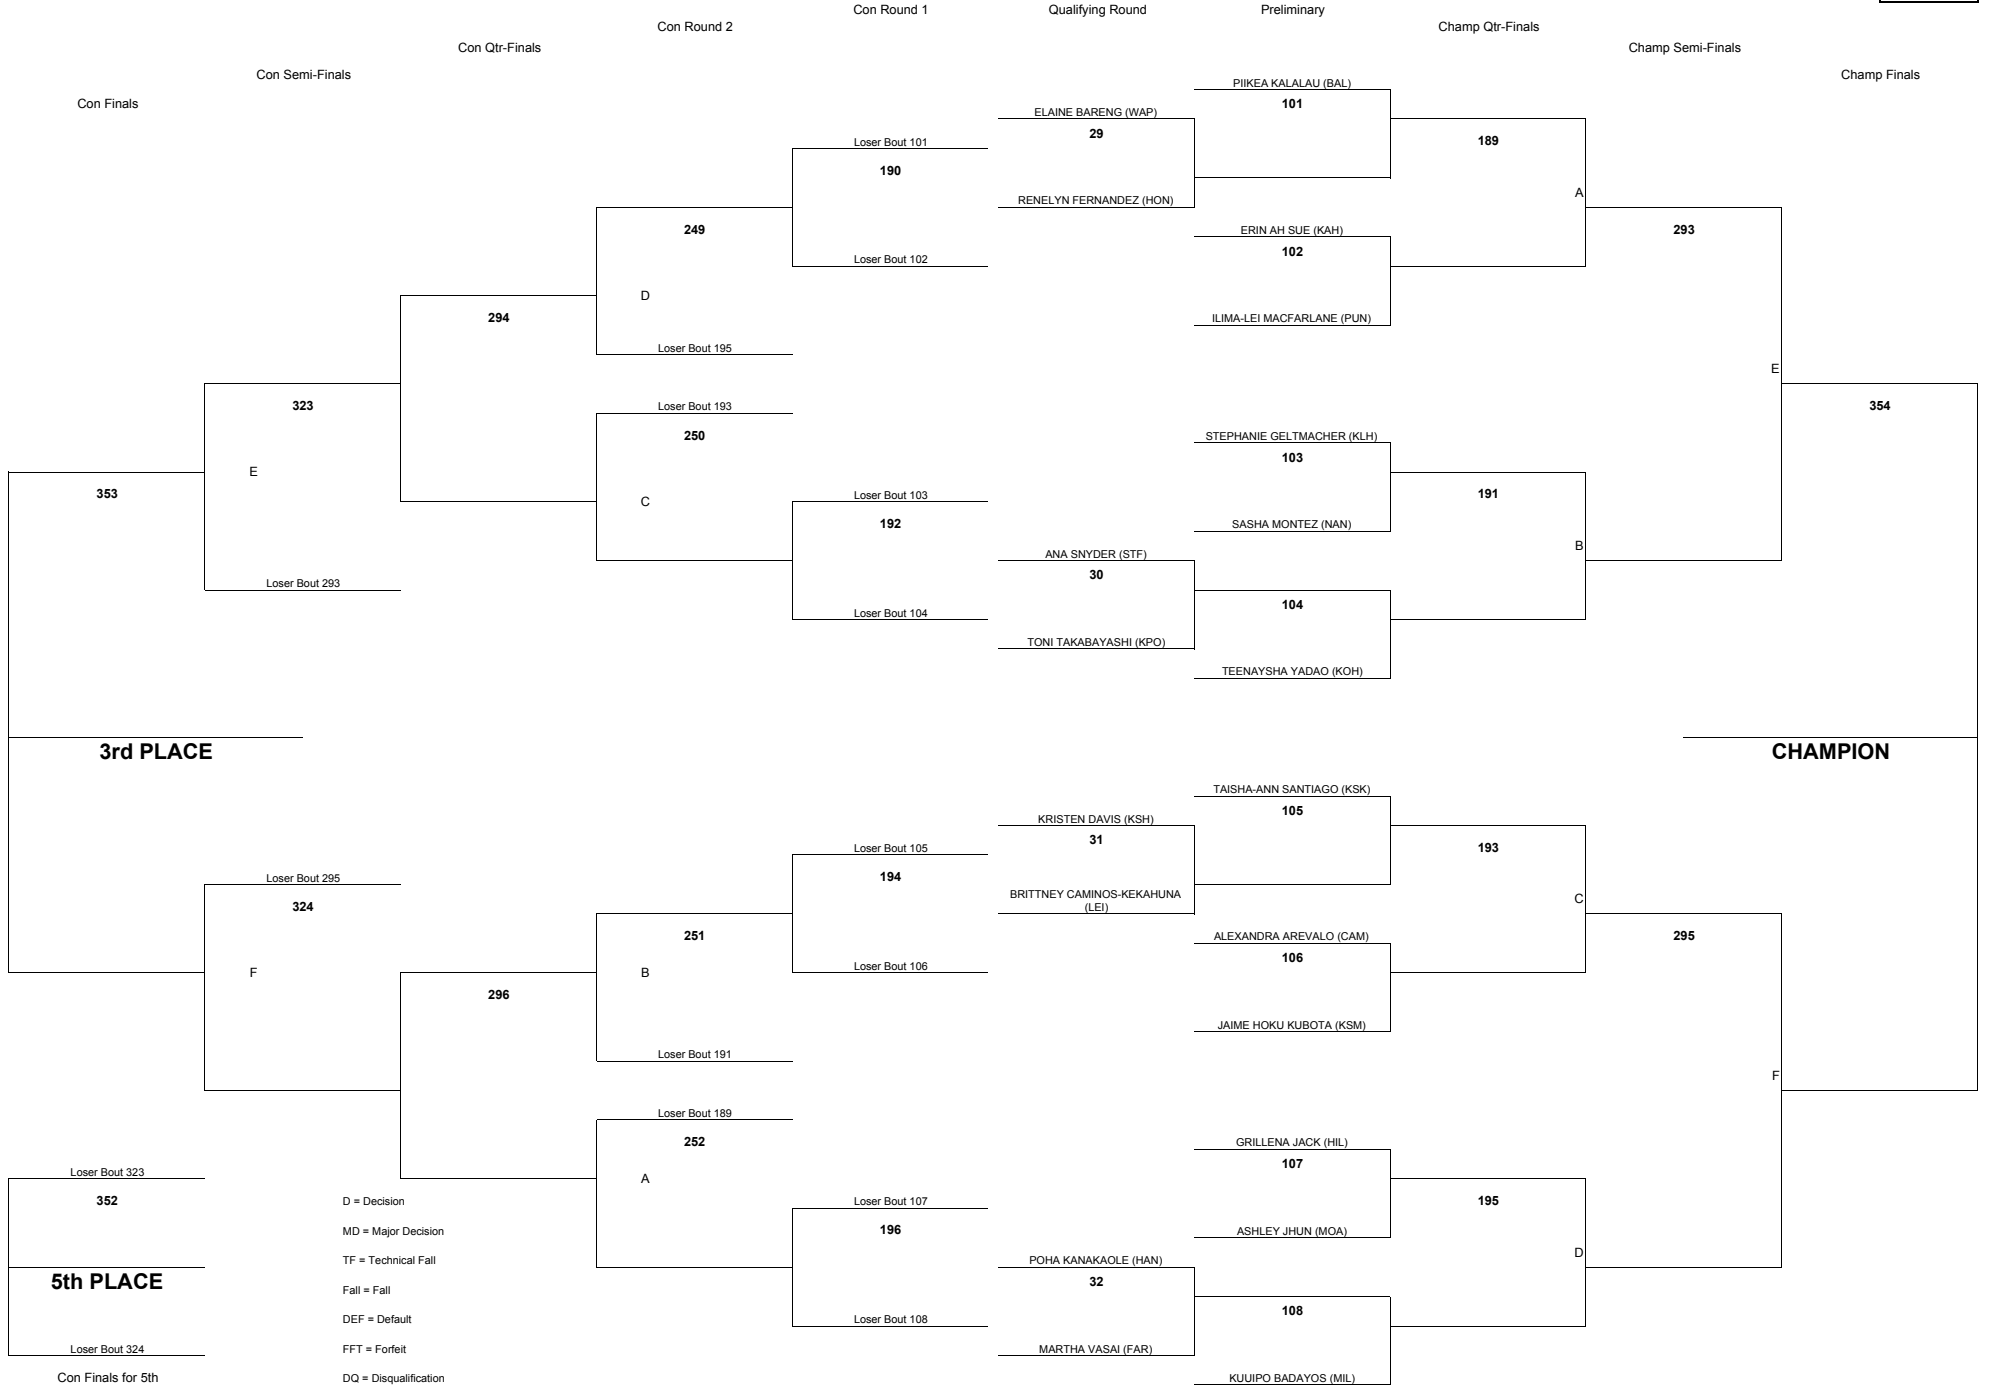 Con Round 1
Qualifying Round
Preliminary
Con Round 2
Champ Qtr-Finals
Con Qtr-Finals
Champ Semi-Finals
Con Semi-Finals
Champ Finals
Con Finals
PIIKEA KALALAU (BAL)
101
ELAINE BARENG (WAP)
29
189
Loser Bout 101
190
A
RENELYN FERNANDEZ (HON)
249
ERIN AH SUE (KAH)
293
102
Loser Bout 102
D
294
ILIMA-LEI MACFARLANE (PUN)
Loser Bout 195
E
323
Loser Bout 193
354
250
STEPHANIE GELTMACHER (KLH)
103
E
353
C
Loser Bout 103
191
192
SASHA MONTEZ (NAN)
B
ANA SNYDER (STF)
30
Loser Bout 293
104
Loser Bout 104
TONI TAKABAYASHI (KPO)
TEENAYSHA YADAO (KOH)
3rd PLACE
CHAMPION
TAISHA-ANN SANTIAGO (KSK)
105
KRISTEN DAVIS (KSH)
31
Loser Bout 105
193
194
Loser Bout 295
BRITTNEY CAMINOS-KEKAHUNA
(LEI)
C
324
251
ALEXANDRA AREVALO (CAM)
295
106
Loser Bout 106
F
B
296
JAIME HOKU KUBOTA (KSM)
Loser Bout 191
F
Loser Bout 189
252
GRILLENA JACK (HIL)
107
Loser Bout 323
A
352
D = Decision
Loser Bout 107
195
MD = Major Decision
196
ASHLEY JHUN (MOA)
D
TF = Technical Fall
POHA KANAKAOLE (HAN)
5th PLACE
32
Fall = Fall
108
DEF = Default
Loser Bout 108
Loser Bout 324
FFT = Forfeit
MARTHA VASAI (FAR)
Con Finals for 5th
DQ = Disqualification
KUUIPO BADAYOS (MIL)